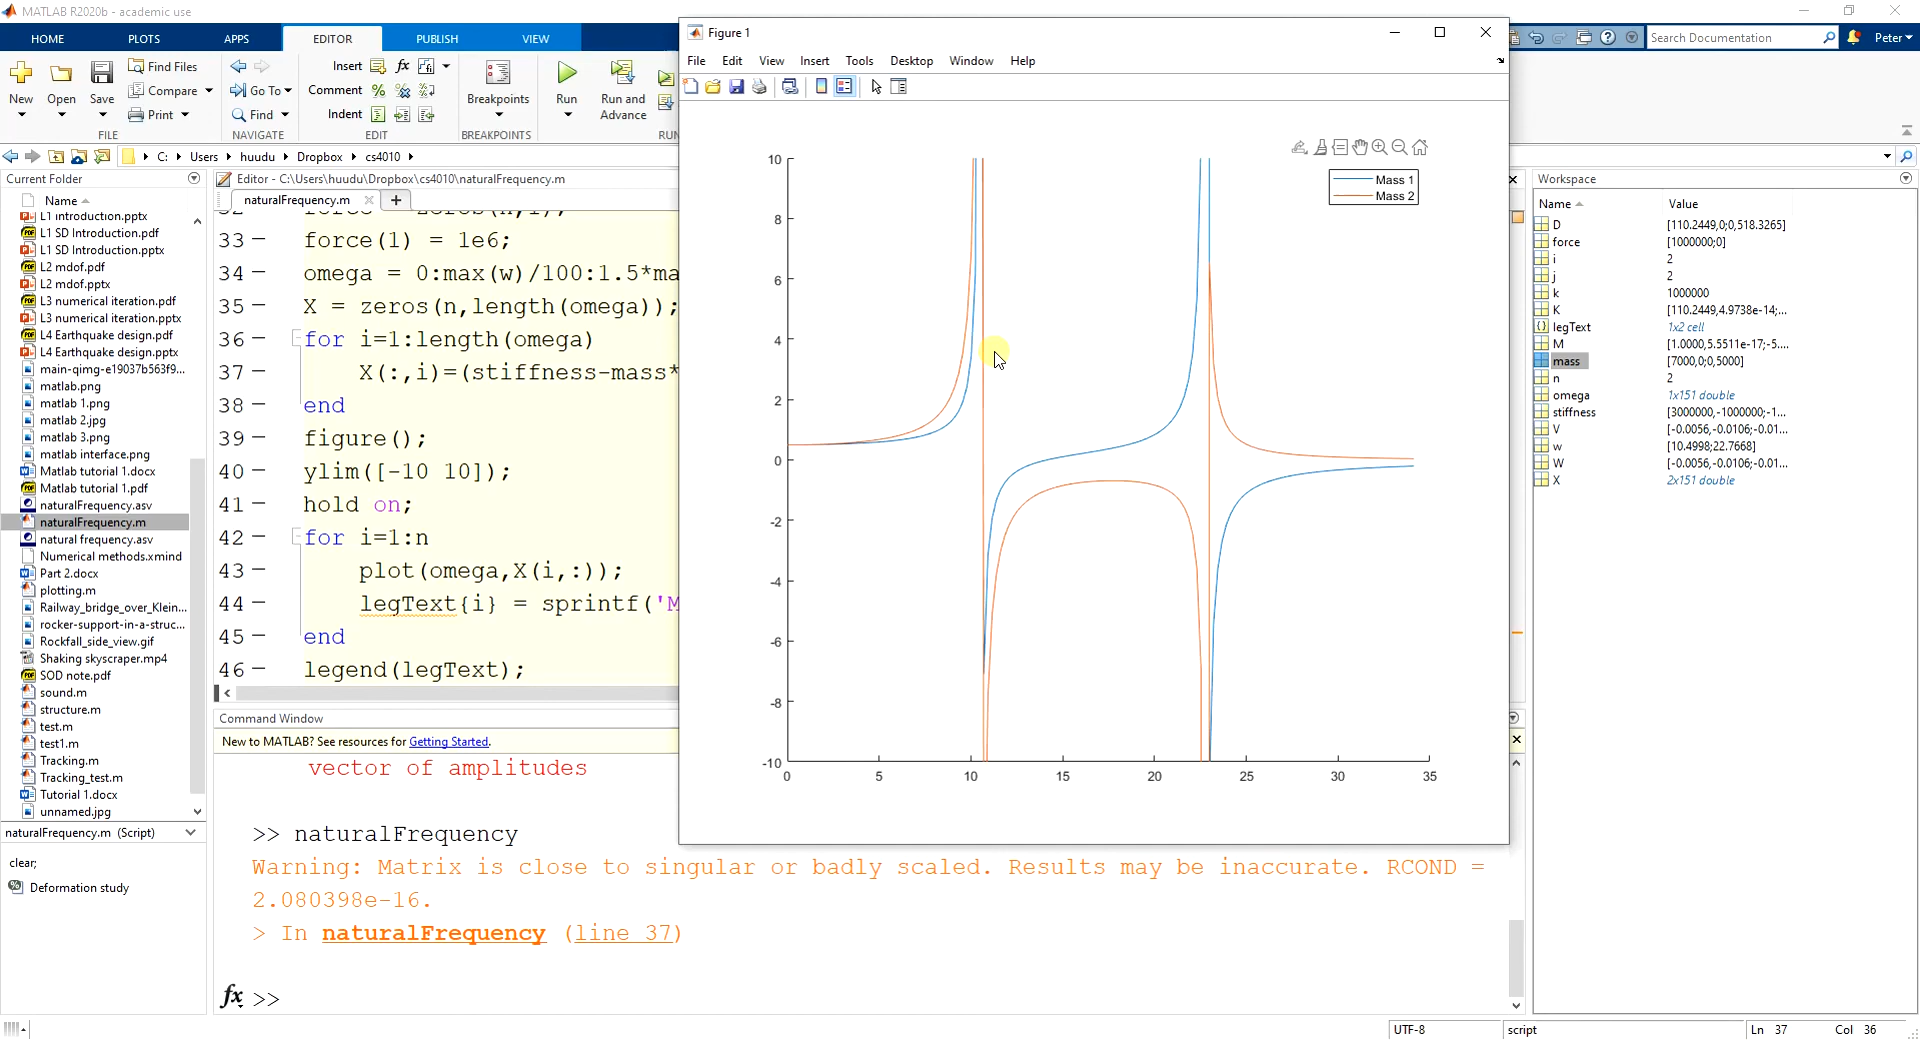 MATLAB R2020b - academic use
HOME PLOTS APPS EDITOR PUBLISH VIEW
Search Documentation
Peter
New Open Save
Find Files
Compare
Print
FILE
Go To
Find
NAVIGATE
Insert fx
Comment
Indent
EDIT
Breakpoints
BREAKPOINTS
Run
Run and
Advance
RUN
C: Users huudu Dropbox cs4010
Current Folder
Name
L1 introduction.pptx
L1 SD Introduction.pdf
L1 SD Introduction.pptx
L2 mdof.pdf
L2 mdof.pptx
L3 numerical iteration.pdf
L3 numerical iteration.pptx
L4 Earthquake design.pdf
L4 Earthquake design.pptx
main-qimg-e19037b563f9...
matlab.png
matlab 1.png
matlab 2.jpg
matlab 3.png
matlab interface.png
Matlab tutorial 1.docx
Matlab tutorial 1.pdf
naturalFrequency.asv
naturalFrequency.m
natural frequency.asv
Numerical methods.xmind
Part 2.docx
plotting.m
Railway_bridge_over_Klein...
rocker-support-in-a-struc...
Rockfall_side_view.gif
Shaking skyscraper.mp4
SOD note.pdf
sound.m
structure.m
test.m
test1.m
Tracking.m
Tracking_test.m
Tutorial 1.docx
unnamed.jpg
naturalFrequency.m (Script)
clear;
Deformation study
Editor - C:\Users\huudu\Dropbox\cs4010\naturalFrequency.m
naturalFrequency.m
33 force(1) = 1e6;
34 omega = 0:max(w)/100:1.5*ma
35 X = zeros(n,length(omega));
36 for i=1:length(omega)
37 X(:,i)=(stiffness-mass*
38 end
39 figure();
40 ylim([-10 10]);
41 hold on;
42 for i=1:n
43 plot(omega,X(i,:));
44 legText{i} = sprintf('M
45 end
46 legend(legText);
Command Window
New to MATLAB? See resources for Getting Started.
vector of amplitudes
>> naturalFrequency
Warning: Matrix is close to singular or badly scaled. Results may be inaccurate. RCOND =
2.080398e-16.
> In naturalFrequency (line 37)
fx >>
Figure 1
File Edit View Insert Tools Desktop Window Help
Mass 1
Mass 2
10
8
6
4
2
0
-2
-4
-6
-8
-10
0 5 10 15 20 25 30 35
Workspace
Name Value
D [110.2449,0;0,518.3265]
force [1000000;0]
i 2
j 2
k 1000000
K [110.2449,4.9738e-14;...
legText 1x2 cell
M [1.0000,5.5511e-17;-5....
mass [7000,0;0,5000]
n 2
omega 1x151 double
stiffness [3000000,-1000000;-1...
V [-0.0056,-0.0106;-0.01...
w [10.4998;22.7668]
W [-0.0056,-0.0106;-0.01...
X 2x151 double
UTF-8 script Ln 37 Col 36